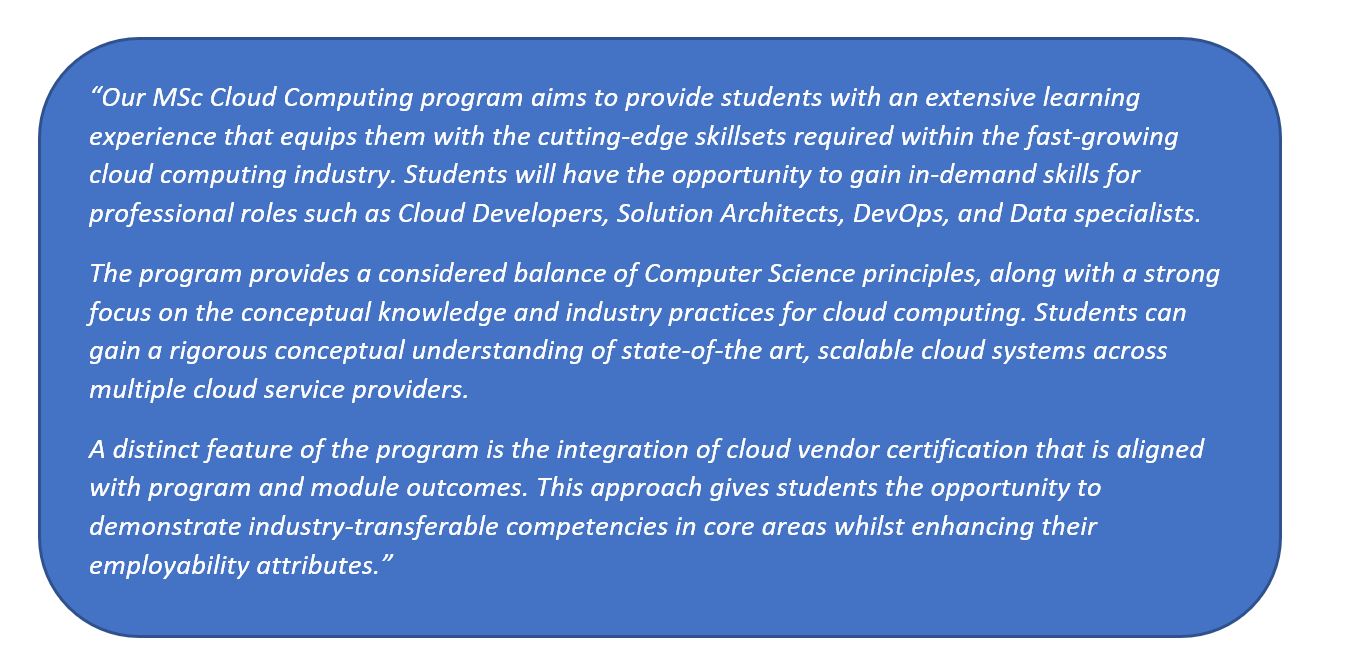 “Our MSc Cloud Computing program aims to provide students with an extensive learning
experience that equips them with the cutting-edge skillsets required within the fast-growing
cloud computing industry. Students will have the opportunity to gain in-demand skills for
professional roles such as Cloud Developers, Solution Architects, DevOps, and Data specialists.
The program provides a considered balance of Computer Science principles, along with a strong
focus on the conceptual knowledge and industry practices for cloud computing. Students can
gain a rigorous conceptual understanding of state-of-the art, scalable cloud systems across
multiple cloud service providers.
A distinct feature of the program is the integration of cloud vendor certification that is aligned
with program and module outcomes. This approach gives students the opportunity to
demonstrate industry-transferable competencies in core areas whilst enhancing their
employability attributes.”